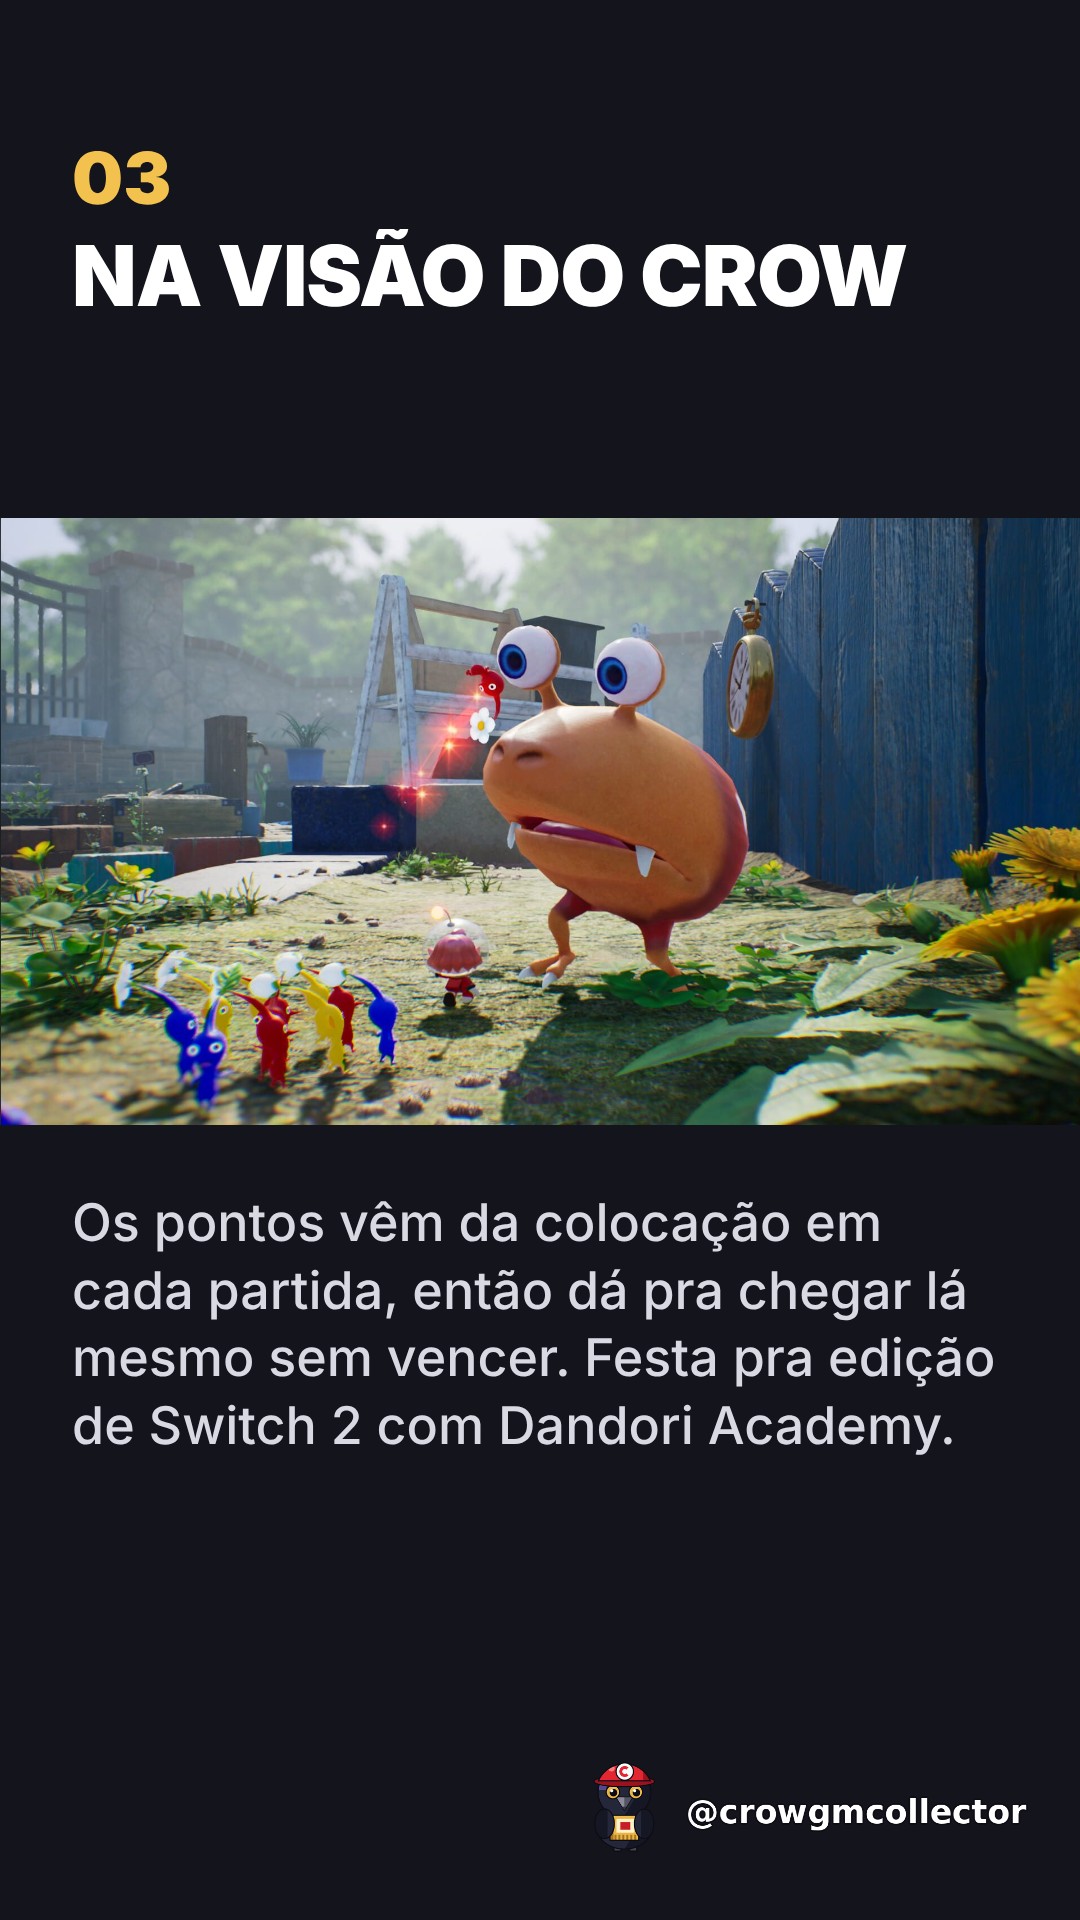 03
NA VISÃO DO CROW
Os pontos vêm da colocação em
cada partida, então dá pra chegar lá
mesmo sem vencer. Festa pra edição
de Switch 2 com Dandori Academy.
C
@crowgmcollector